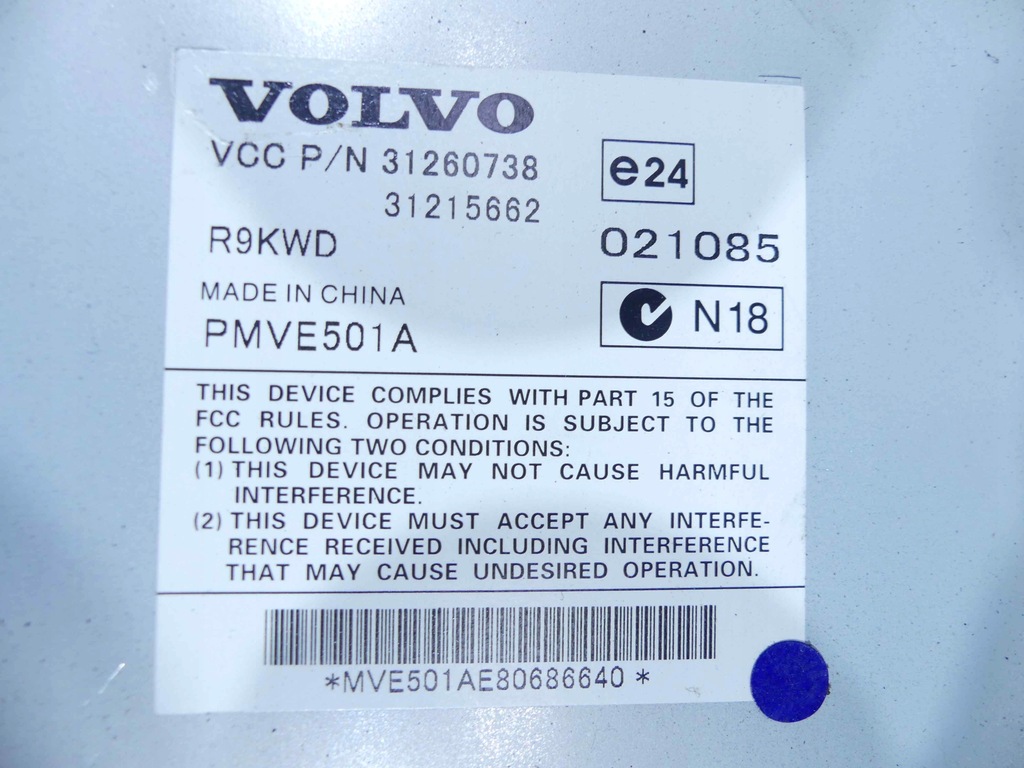 VOLVO
VCC P/N 31260738 e24
31215662
R9KWD 021085
MADE IN CHINA
PMVE501A N18
THIS DEVICE COMPLIES WITH PART 15 OF THE
FCC RULES. OPERATION IS SUBJECT TO THE
FOLLOWING TWO CONDITIONS:
(1) THIS DEVICE MAY NOT CAUSE HARMFUL
INTERFERENCE.
(2) THIS DEVICE MUST ACCEPT ANY INTERFE-
RENCE RECEIVED INCLUDING INTERFERENCE
THAT MAY CAUSE UNDESIRED OPERATION.
*MVE501AE80686640 *